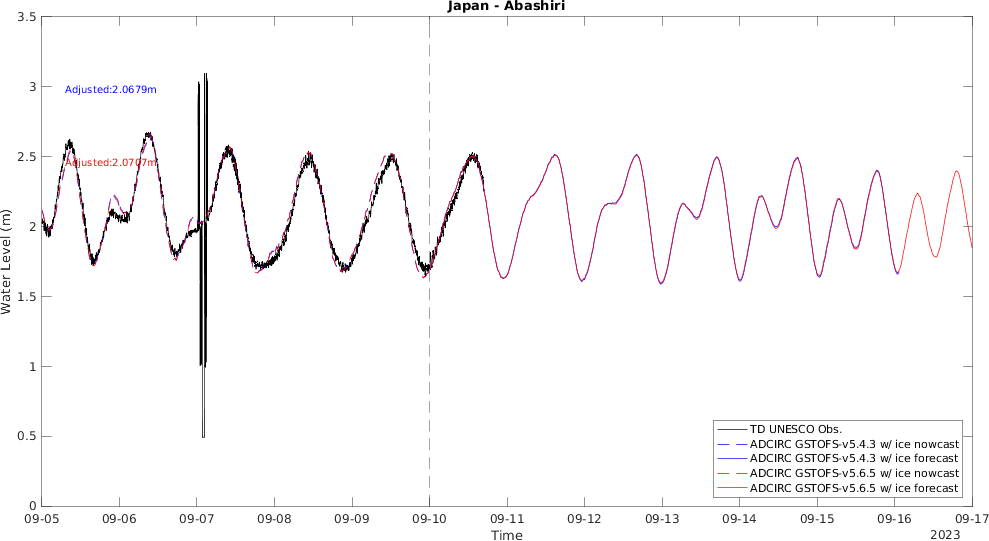 Japan - Abashiri
3.5
3
2.5
2
1.5
1
0.5
0
Water Level (m)
Adjusted:2.0679m
Adjusted:2.0707m
TD UNESCO Obs.
ADCIRC GSTOFS-v5.4.3 w/ ice nowcast
ADCIRC GSTOFS-v5.4.3 w/ ice forecast
ADCIRC GSTOFS-v5.6.5 w/ ice nowcast
ADCIRC GSTOFS-v5.6.5 w/ ice forecast
09-05 09-06 09-07 09-08 09-09 09-10 09-11 09-12 09-13 09-14 09-15 09-16 09-17
Time
2023